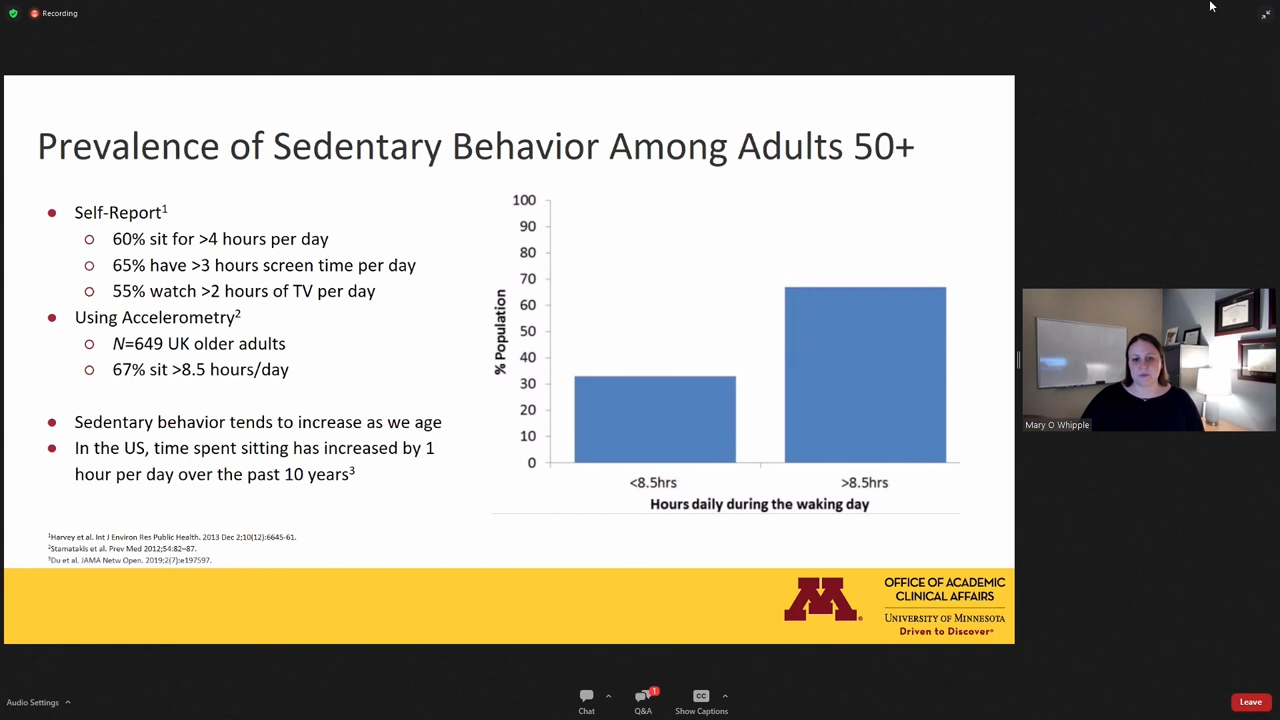 Recording
Prevalence of Sedentary Behavior Among Adults 50+
Self-Report1
60% sit for >4 hours per day
65% have >3 hours screen time per day
55% watch >2 hours of TV per day
Using Accelerometry2
N=649 UK older adults
67% sit >8.5 hours/day
Sedentary behavior tends to increase as we age
In the US, time spent sitting has increased by 1
hour per day over the past 10 years3
100
90
80
70
60
50
40
30
20
10
0
% Population
<8.5hrs
>8.5hrs
Hours daily during the waking day
1Harvey et al. Int J Environ Res Public Health. 2013 Dec 2;10(12):6645-61.
2Stamatakis et al. Prev Med 2012;54:82–87.
3Du et al. JAMA Netw Open. 2019;2(7):e197597.
M
OFFICE OF ACADEMIC
CLINICAL AFFAIRS
UNIVERSITY OF MINNESOTA
Driven to Discover®
Mary O Whipple
Audio Settings
Chat
1
Q&A
CC
Show Captions
Leave